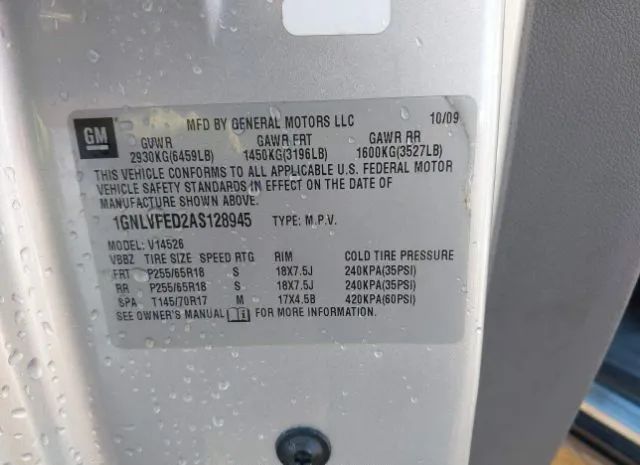 GM MFD BY GENERAL MOTORS LLC 10/09
GVWR GAWR FRT GAWR RR
2930KG(6459LB) 1450KG(3196LB) 1600KG(3527LB)
THIS VEHICLE CONFORMS TO ALL APPLICABLE U.S. FEDERAL MOTOR
VEHICLE SAFETY STANDARDS IN EFFECT ON THE DATE OF
MANUFACTURE SHOWN ABOVE.
1GNLVFED2AS128945 TYPE: M.P.V.
MODEL: V14526
VBBZ TIRE SIZE SPEED RTG RIM COLD TIRE PRESSURE
FRT P255/65R18 S 18X7.5J 240KPA(35PSI)
RR P255/65R18 S 18X7.5J 240KPA(35PSI)
SPA T145/70R17 M 17X4.5B 420KPA(60PSI)
SEE OWNER'S MANUAL FOR MORE INFORMATION.